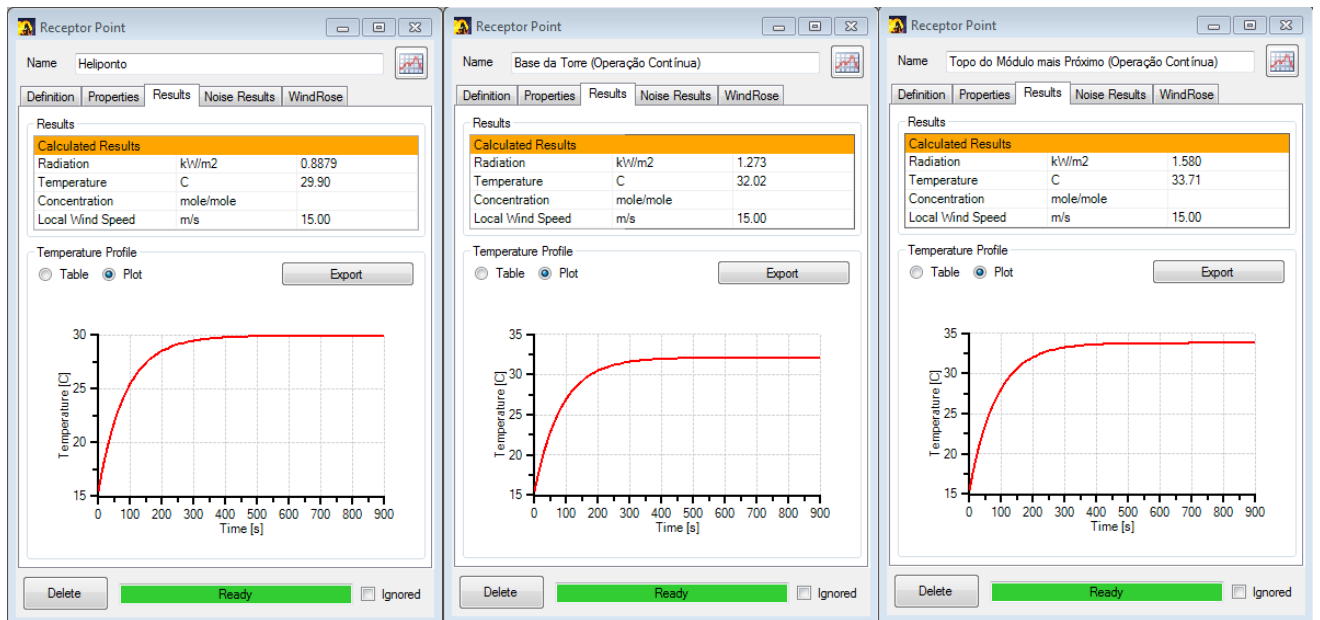 Receptor Point
Name Heliponto
Definition Properties Results Noise Results WindRose
Results
Calculated Results
Radiation kW/m2 0.8879
Temperature C 29.90
Concentration mole/mole
Local Wind Speed m/s 15.00
Temperature Profile
Table Plot Export
30
25
20
15
Temperature [C]
0 100 200 300 400 500 600 700 800 900
Time [s]
Delete Ready Ignored
Receptor Point
Name Base da Torre (Operação Contínua)
Definition Properties Results Noise Results WindRose
Results
Calculated Results
Radiation kW/m2 1.273
Temperature C 32.02
Concentration mole/mole
Local Wind Speed m/s 15.00
Temperature Profile
Table Plot Export
35
30
25
20
15
Temperature [C]
0 100 200 300 400 500 600 700 800 900
Time [s]
Delete Ready Ignored
Receptor Point
Name Topo do Módulo mais Próximo (Operação Contínua)
Definition Properties Results Noise Results WindRose
Results
Calculated Results
Radiation kW/m2 1.580
Temperature C 33.71
Concentration mole/mole
Local Wind Speed m/s 15.00
Temperature Profile
Table Plot Export
35
30
25
20
15
Temperature [C]
0 100 200 300 400 500 600 700 800 900
Time [s]
Delete Ready Ignored